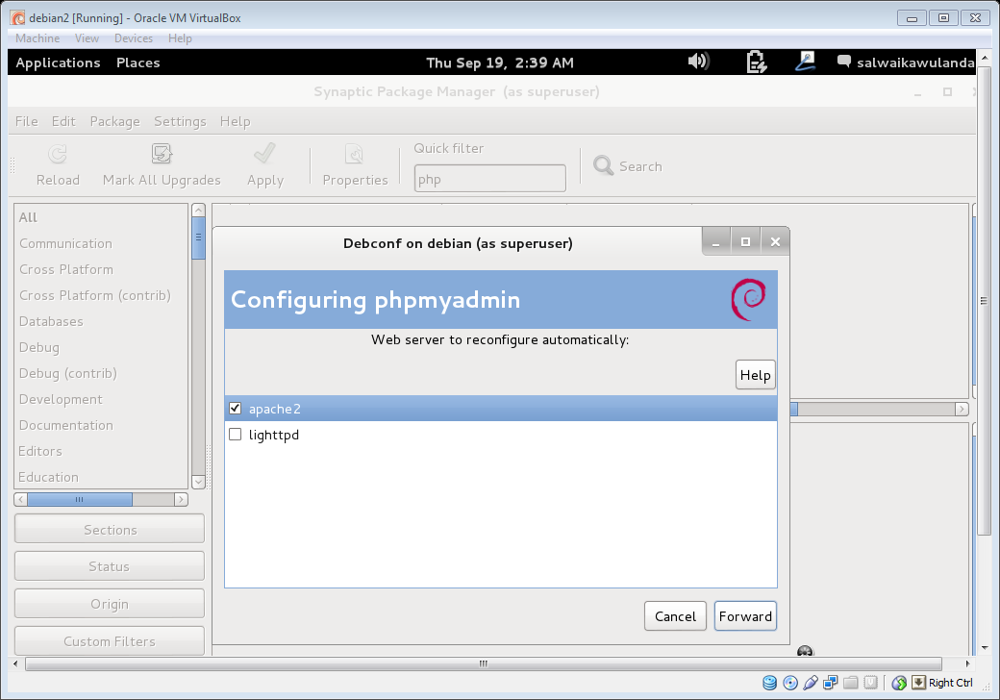 debian2 [Running] - Oracle VM VirtualBox
Machine View Devices Help
Applications Places Thu Sep 19, 2:39 AM salwaikawulanda
Synaptic Package Manager (as superuser)
File Edit Package Settings Help
Quick filter
Reload Mark All Upgrades Apply Properties php Search
All
Communication
Cross Platform
Cross Platform (contrib)
Databases
Debug
Debug (contrib)
Development
Documentation
Editors
Education
Sections
Status
Origin
Custom Filters
Debconf on debian (as superuser)
Configuring phpmyadmin
Web server to reconfigure automatically:
Help
apache2
lighttpd
Cancel Forward
Right Ctrl